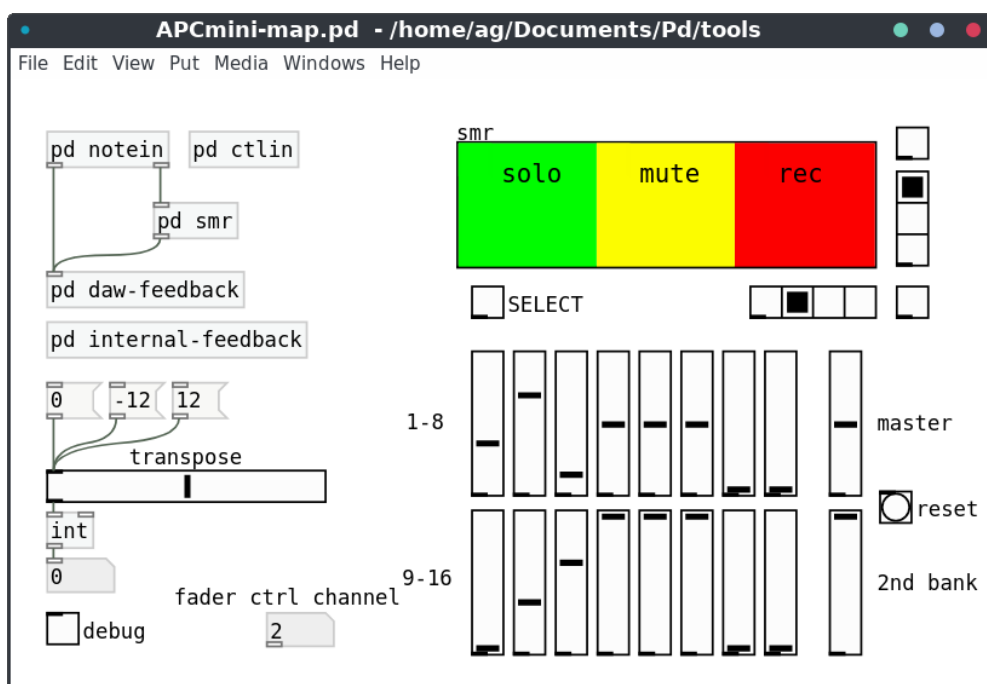 APCmini-map.pd - /home/ag/Documents/Pd/tools
File Edit View Put Media Windows Help
pd notein
pd ctlin
pd smr
pd daw-feedback
pd internal-feedback
0
-12
12
transpose
int
0
debug
fader ctrl channel
2
smr
solo
mute
rec
SELECT
1-8
master
reset
9-16
2nd bank